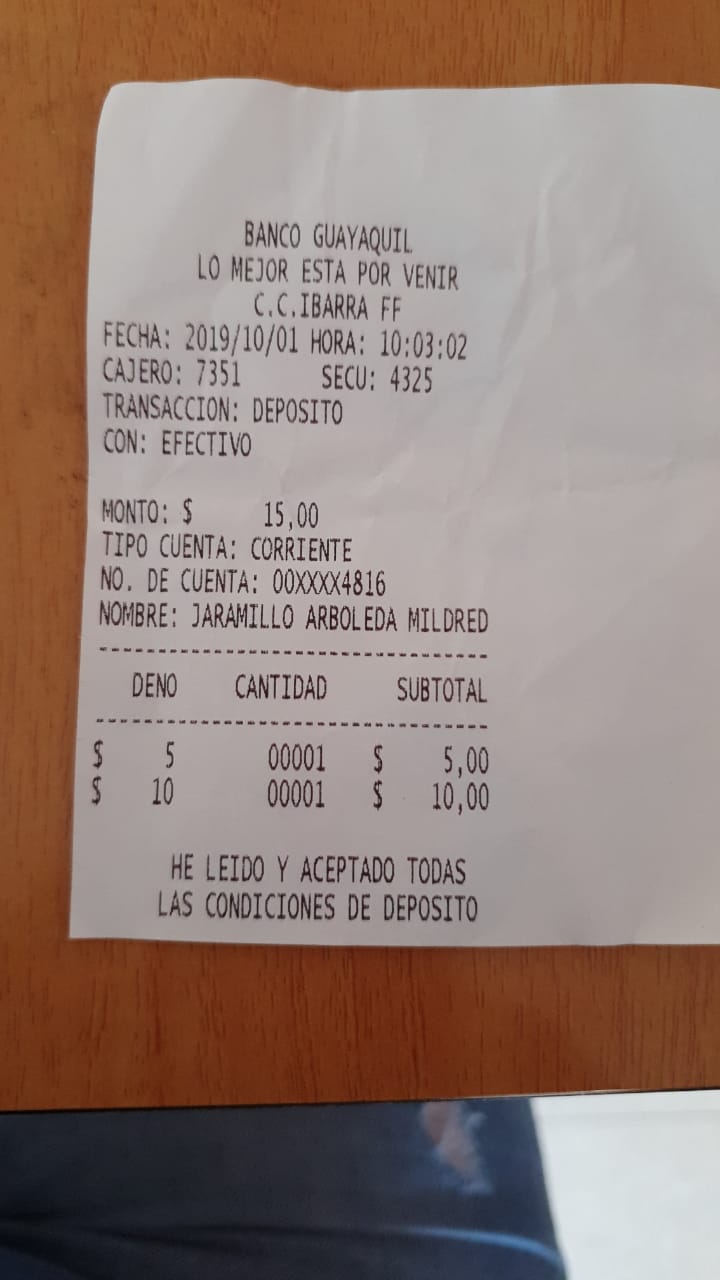 BANCO GUAYAQUIL
LO MEJOR ESTA POR VENIR
C.C.IBARRA FF
FECHA: 2019/10/01 HORA: 10:03:02
CAJERO: 7351 SECU: 4325
TRANSACCION: DEPOSITO
CON: EFECTIVO
MONTO: $ 15,00
TIPO CUENTA: CORRIENTE
NO. DE CUENTA: 00XXXX4816
NOMBRE: JARAMILLO ARBOLEDA MILDRED
---------------------------------
DENO CANTIDAD SUBTOTAL
---------------------------------
$ 5 00001 $ 5,00
$ 10 00001 $ 10,00
HE LEIDO Y ACEPTADO TODAS
LAS CONDICIONES DE DEPOSITO